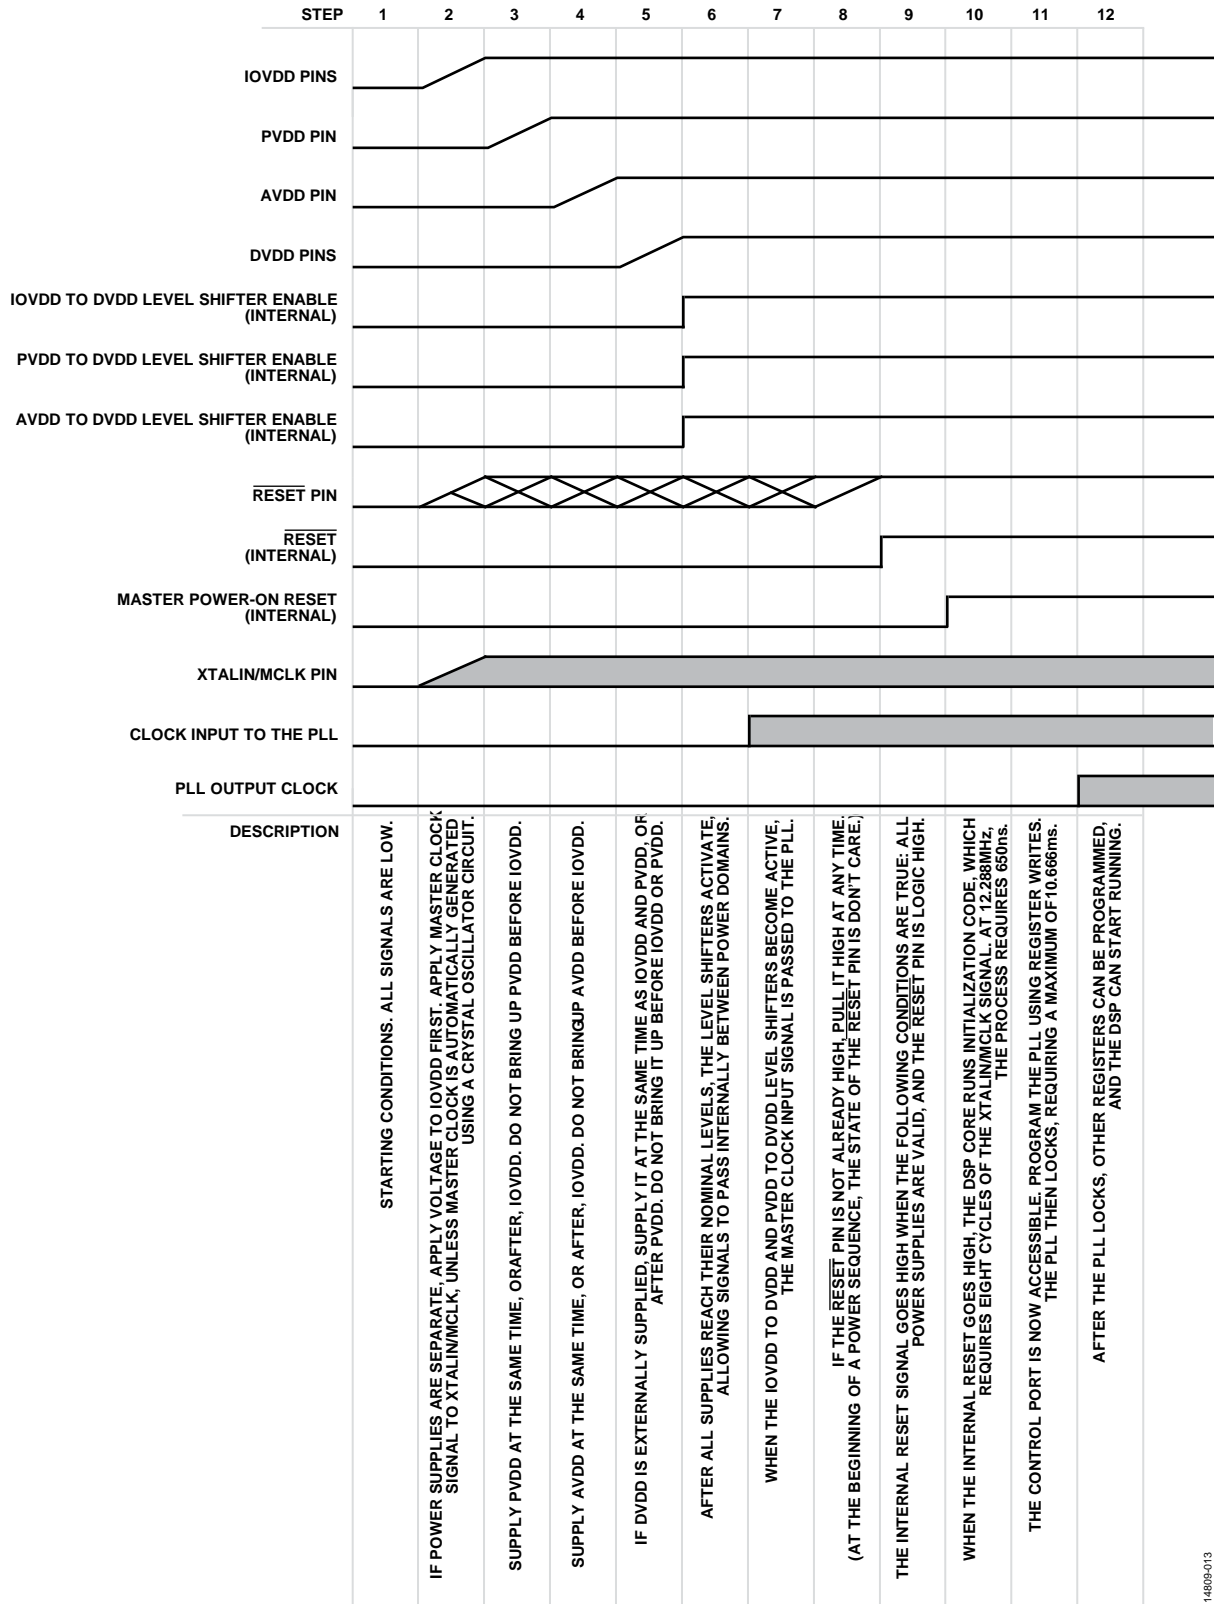 STEP 1 2 3 4 5 6 7 8 9 10 11 12
IOVDD PINS
PVDD PIN
AVDD PIN
DVDD PINS
IOVDD TO DVDD LEVEL SHIFTER ENABLE
(INTERNAL)
PVDD TO DVDD LEVEL SHIFTER ENABLE
(INTERNAL)
AVDD TO DVDD LEVEL SHIFTER ENABLE
(INTERNAL)
RESET PIN
RESET
(INTERNAL)
MASTER POWER-ON RESET
(INTERNAL)
XTALIN/MCLK PIN
CLOCK INPUT TO THE PLL
PLL OUTPUT CLOCK
DESCRIPTION
STARTING CONDITIONS. ALL SIGNALS ARE LOW.
IF POWER SUPPLIES ARE SEPARATE, APPLY VOLTAGE TO IOVDD FIRST. APPLY MASTER CLOCK
SIGNAL TO XTALIN/MCLK, UNLESS MASTER CLOCK IS AUTOMATICALLY GENERATED
USING A CRYSTAL OSCILLATOR CIRCUIT.
SUPPLY PVDD AT THE SAME TIME, ORAFTER, IOVDD. DO NOT BRING UP PVDD BEFORE IOVDD.
SUPPLY AVDD AT THE SAME TIME, OR AFTER, IOVDD. DO NOT BRINGUP AVDD BEFORE IOVDD.
IF DVDD IS EXTERNALLY SUPPLIED, SUPPLY IT AT THE SAME TIME AS IOVDD AND PVDD, OR
AFTER PVDD. DO NOT BRING IT UP BEFORE IOVDD OR PVDD.
AFTER ALL SUPPLIES REACH THEIR NOMINAL LEVELS, THE LEVEL SHIFTERS ACTIVATE,
ALLOWING SIGNALS TO PASS INTERNALLY BETWEEN POWER DOMAINS.
WHEN THE IOVDD TO DVDD AND PVDD TO DVDD LEVEL SHIFTERS BECOME ACTIVE,
THE MASTER CLOCK INPUT SIGNAL IS PASSED TO THE PLL.
IF THE RESET PIN IS NOT ALREADY HIGH, PULL IT HIGH AT ANY TIME.
(AT THE BEGINNING OF A POWER SEQUENCE, THE STATE OF THE RESET PIN IS DON'T CARE.)
THE INTERNAL RESET SIGNAL GOES HIGH WHEN THE FOLLOWING CONDITIONS ARE TRUE: ALL
POWER SUPPLIES ARE VALID, AND THE RESET PIN IS LOGIC HIGH.
WHEN THE INTERNAL RESET GOES HIGH, THE DSP CORE RUNS INITIALIZATION CODE, WHICH
REQUIRES EIGHT CYCLES OF THE XTALIN/MCLK SIGNAL. AT 12.288MHz,
THE PROCESS REQUIRES 650ns.
THE CONTROL PORT IS NOW ACCESSIBLE. PROGRAM THE PLL USING REGISTER WRITES.
THE PLL THEN LOCKS, REQUIRING A MAXIMUM OF10.666ms.
AFTER THE PLL LOCKS, OTHER REGISTERS CAN BE PROGRAMMED,
AND THE DSP CAN START RUNNING.
14809-013